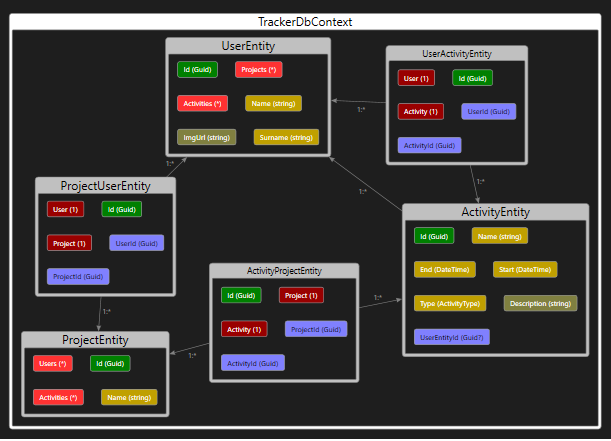 TrackerDbContext
UserEntity
Id (Guid) Projects (*)
Activities (*) Name (string)
ImgUrl (string) Surname (string)
UserActivityEntity
User (1) Id (Guid)
Activity (1) UserId (Guid)
ActivityId (Guid)
1:*
1:*
1:*
ProjectUserEntity
User (1) Id (Guid)
Project (1) UserId (Guid)
ProjectId (Guid)
ActivityEntity
Id (Guid) Name (string)
End (DateTime) Start (DateTime)
Type (ActivityType) Description (string)
UserEntityId (Guid?)
ActivityProjectEntity
Id (Guid) Project (1)
Activity (1) ProjectId (Guid)
ActivityId (Guid)
1:*
1:*
1:*
ProjectEntity
Users (*) Id (Guid)
Activities (*) Name (string)